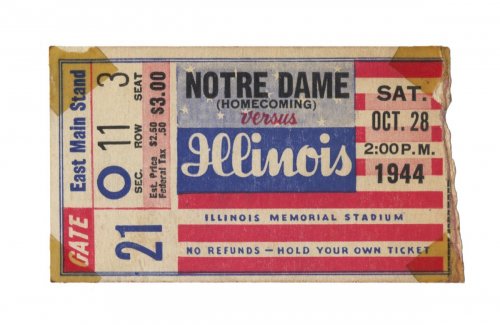 GATE
21
East Main Stand
O
SEC.
11
ROW
3
SEAT
Est. Price $2.50
Federal Tax .50
$3.00
NOTRE DAME
(HOMECOMING)
versus
Illinois
SAT.
OCT. 28
2:00 P.M.
1944
ILLINOIS MEMORIAL STADIUM
NO REFUNDS — HOLD YOUR OWN TICKET